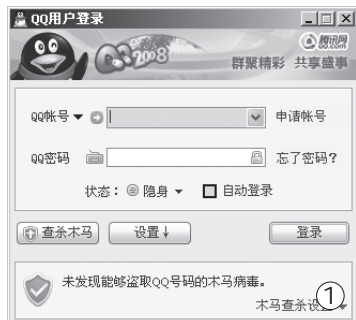 QQ用户登录
2008
腾讯网
QQ.com
群聚精彩 共享盛事
QQ帐号
申请帐号
QQ密码
忘了密码?
状态: 隐身 自动登录
查杀木马 设置↓ 登录
未发现能够盗取QQ号码的木马病毒。
木马查杀设置
①